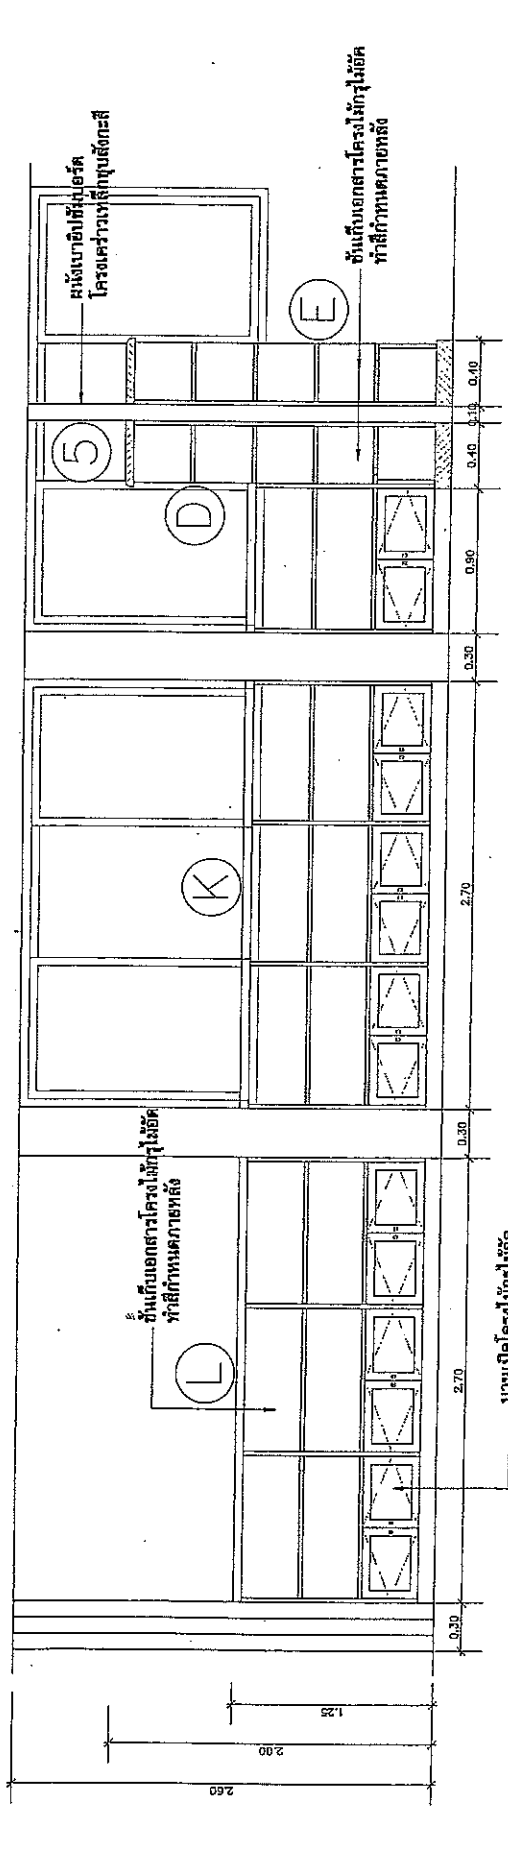 ผนังเบายิปซั่มบอร์ด
โครงเคร่าวเหล็กชุบสังกะสี
5
D
E
K
L
ชั้นเก็บเอกสารโครงไม้กรุไม้อัด
ทำสีกำหนดภายหลัง
ชั้นเก็บเอกสารโครงไม้กรุไม้อัด
ทำสีกำหนดภายหลัง
2.60
2.00
1.25
0.30
2.70
0.30
2.70
0.30
0.90
0.40
0.10
0.40